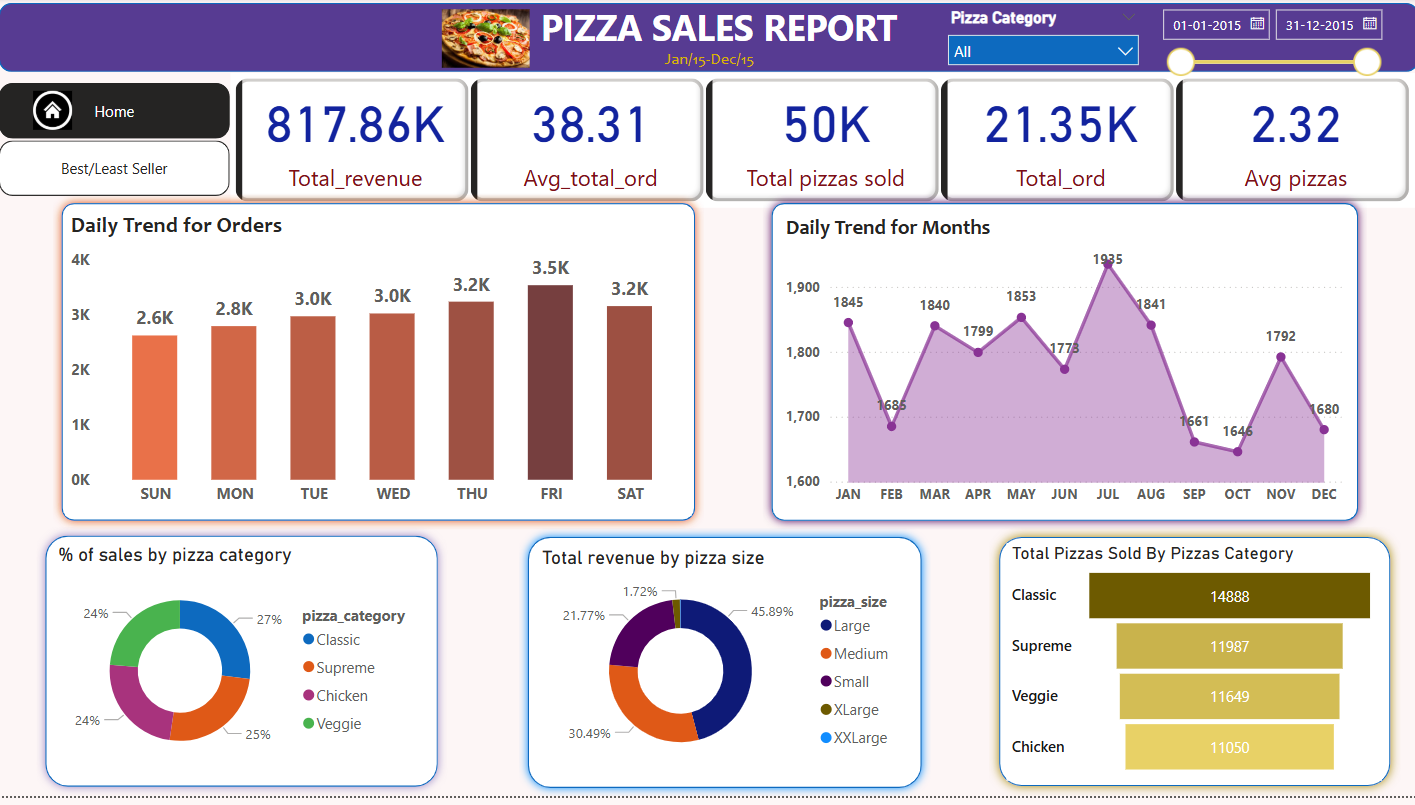 PIZZA SALES REPORT
Jan/15-Dec/15
Pizza Category
All
01-01-2015
31-12-2015
Home
Best/Least Seller
817.86K
Total_revenue
38.31
Avg_total_ord
50K
Total pizzas sold
21.35K
Total_ord
2.32
Avg pizzas
Daily Trend for Orders
4K
3K
2K
1K
0K
2.6K
2.8K
3.0K
3.0K
3.2K
3.5K
3.2K
SUN MON TUE WED THU FRI SAT
Daily Trend for Months
1,900
1,800
1,700
1,600
1845
1685
1840
1799
1853
1773
1935
1841
1661
1646
1792
1680
JAN FEB MAR APR MAY JUN JUL AUG SEP OCT NOV DEC
% of sales by pizza category
24%
27%
24%
25%
pizza_category
Classic
Supreme
Chicken
Veggie
Total revenue by pizza size
1.72%
21.77%
45.89%
30.49%
pizza_size
Large
Medium
Small
XLarge
XXLarge
Total Pizzas Sold By Pizzas Category
Classic 14888
Supreme 11987
Veggie 11649
Chicken 11050